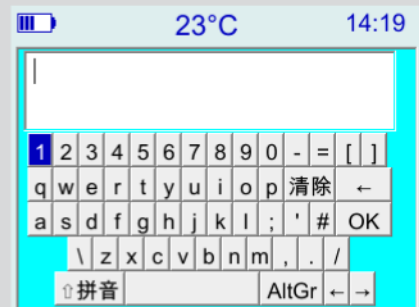 23°C 14:19
1 2 3 4 5 6 7 8 9 0 - = [ ]
q w e r t y u i o p 清除 ←
a s d f g h j k l ; ' # OK
\ z x c v b n m , . /
⇧拼音 AltGr ← →